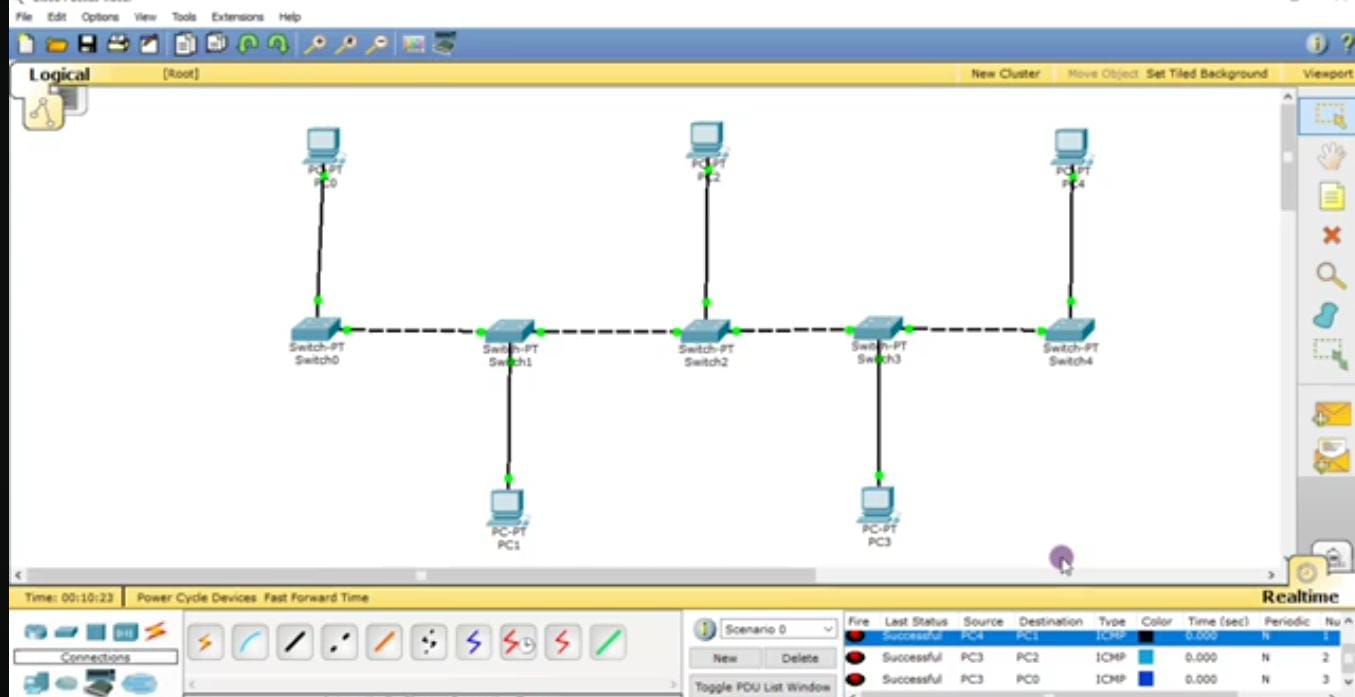 File Edit Options View Tools Extensions Help
Logical [Root] New Cluster Move Object Set Tiled Background Viewport
PC-PT
PC0
PC-PT
PC2
PC-PT
PC4
Switch-PT
Switch0
Switch-PT
Switch1
Switch-PT
Switch2
Switch-PT
Switch3
Switch-PT
Switch4
PC-PT
PC1
PC-PT
PC3
Time: 00:10:23 Power Cycle Devices Fast Forward Time Realtime
Connections
Scenario 0
New Delete
Toggle PDU List Window
Fire Last Status Source Destination Type Color Time (sec) Periodic Nu
Successful PC4 PC1 ICMP 0.000 N 1
Successful PC3 PC2 ICMP 0.000 N 2
Successful PC3 PC0 ICMP 0.000 N 3